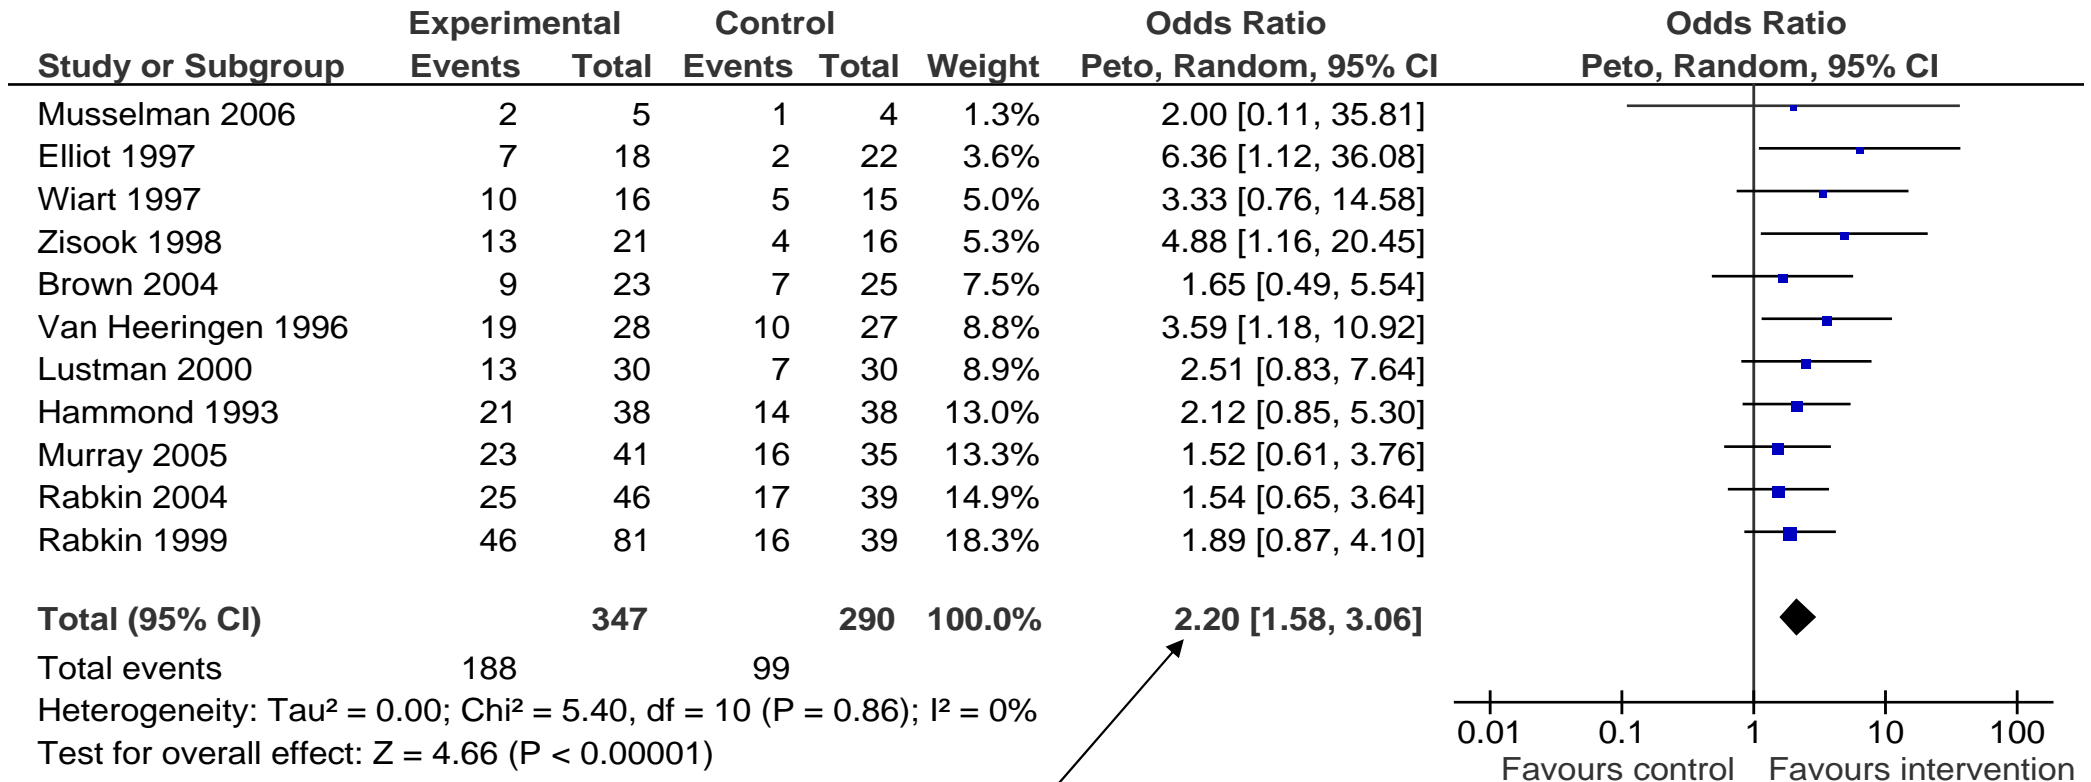 Experimental Control Odds Ratio Odds Ratio
Study or Subgroup Events Total Events Total Weight Peto, Random, 95% CI Peto, Random, 95% CI
Musselman 2006 2 5 1 4 1.3% 2.00 [0.11, 35.81]
Elliot 1997 7 18 2 22 3.6% 6.36 [1.12, 36.08]
Wiart 1997 10 16 5 15 5.0% 3.33 [0.76, 14.58]
Zisook 1998 13 21 4 16 5.3% 4.88 [1.16, 20.45]
Brown 2004 9 23 7 25 7.5% 1.65 [0.49, 5.54]
Van Heeringen 1996 19 28 10 27 8.8% 3.59 [1.18, 10.92]
Lustman 2000 13 30 7 30 8.9% 2.51 [0.83, 7.64]
Hammond 1993 21 38 14 38 13.0% 2.12 [0.85, 5.30]
Murray 2005 23 41 16 35 13.3% 1.52 [0.61, 3.76]
Rabkin 2004 25 46 17 39 14.9% 1.54 [0.65, 3.64]
Rabkin 1999 46 81 16 39 18.3% 1.89 [0.87, 4.10]
Total (95% CI) 347 290 100.0% 2.20 [1.58, 3.06]
Total events 188 99
Heterogeneity: Tau² = 0.00; Chi² = 5.40, df = 10 (P = 0.86); I² = 0%
Test for overall effect: Z = 4.66 (P < 0.00001)
0.01 0.1 1 10 100
Favours control Favours intervention